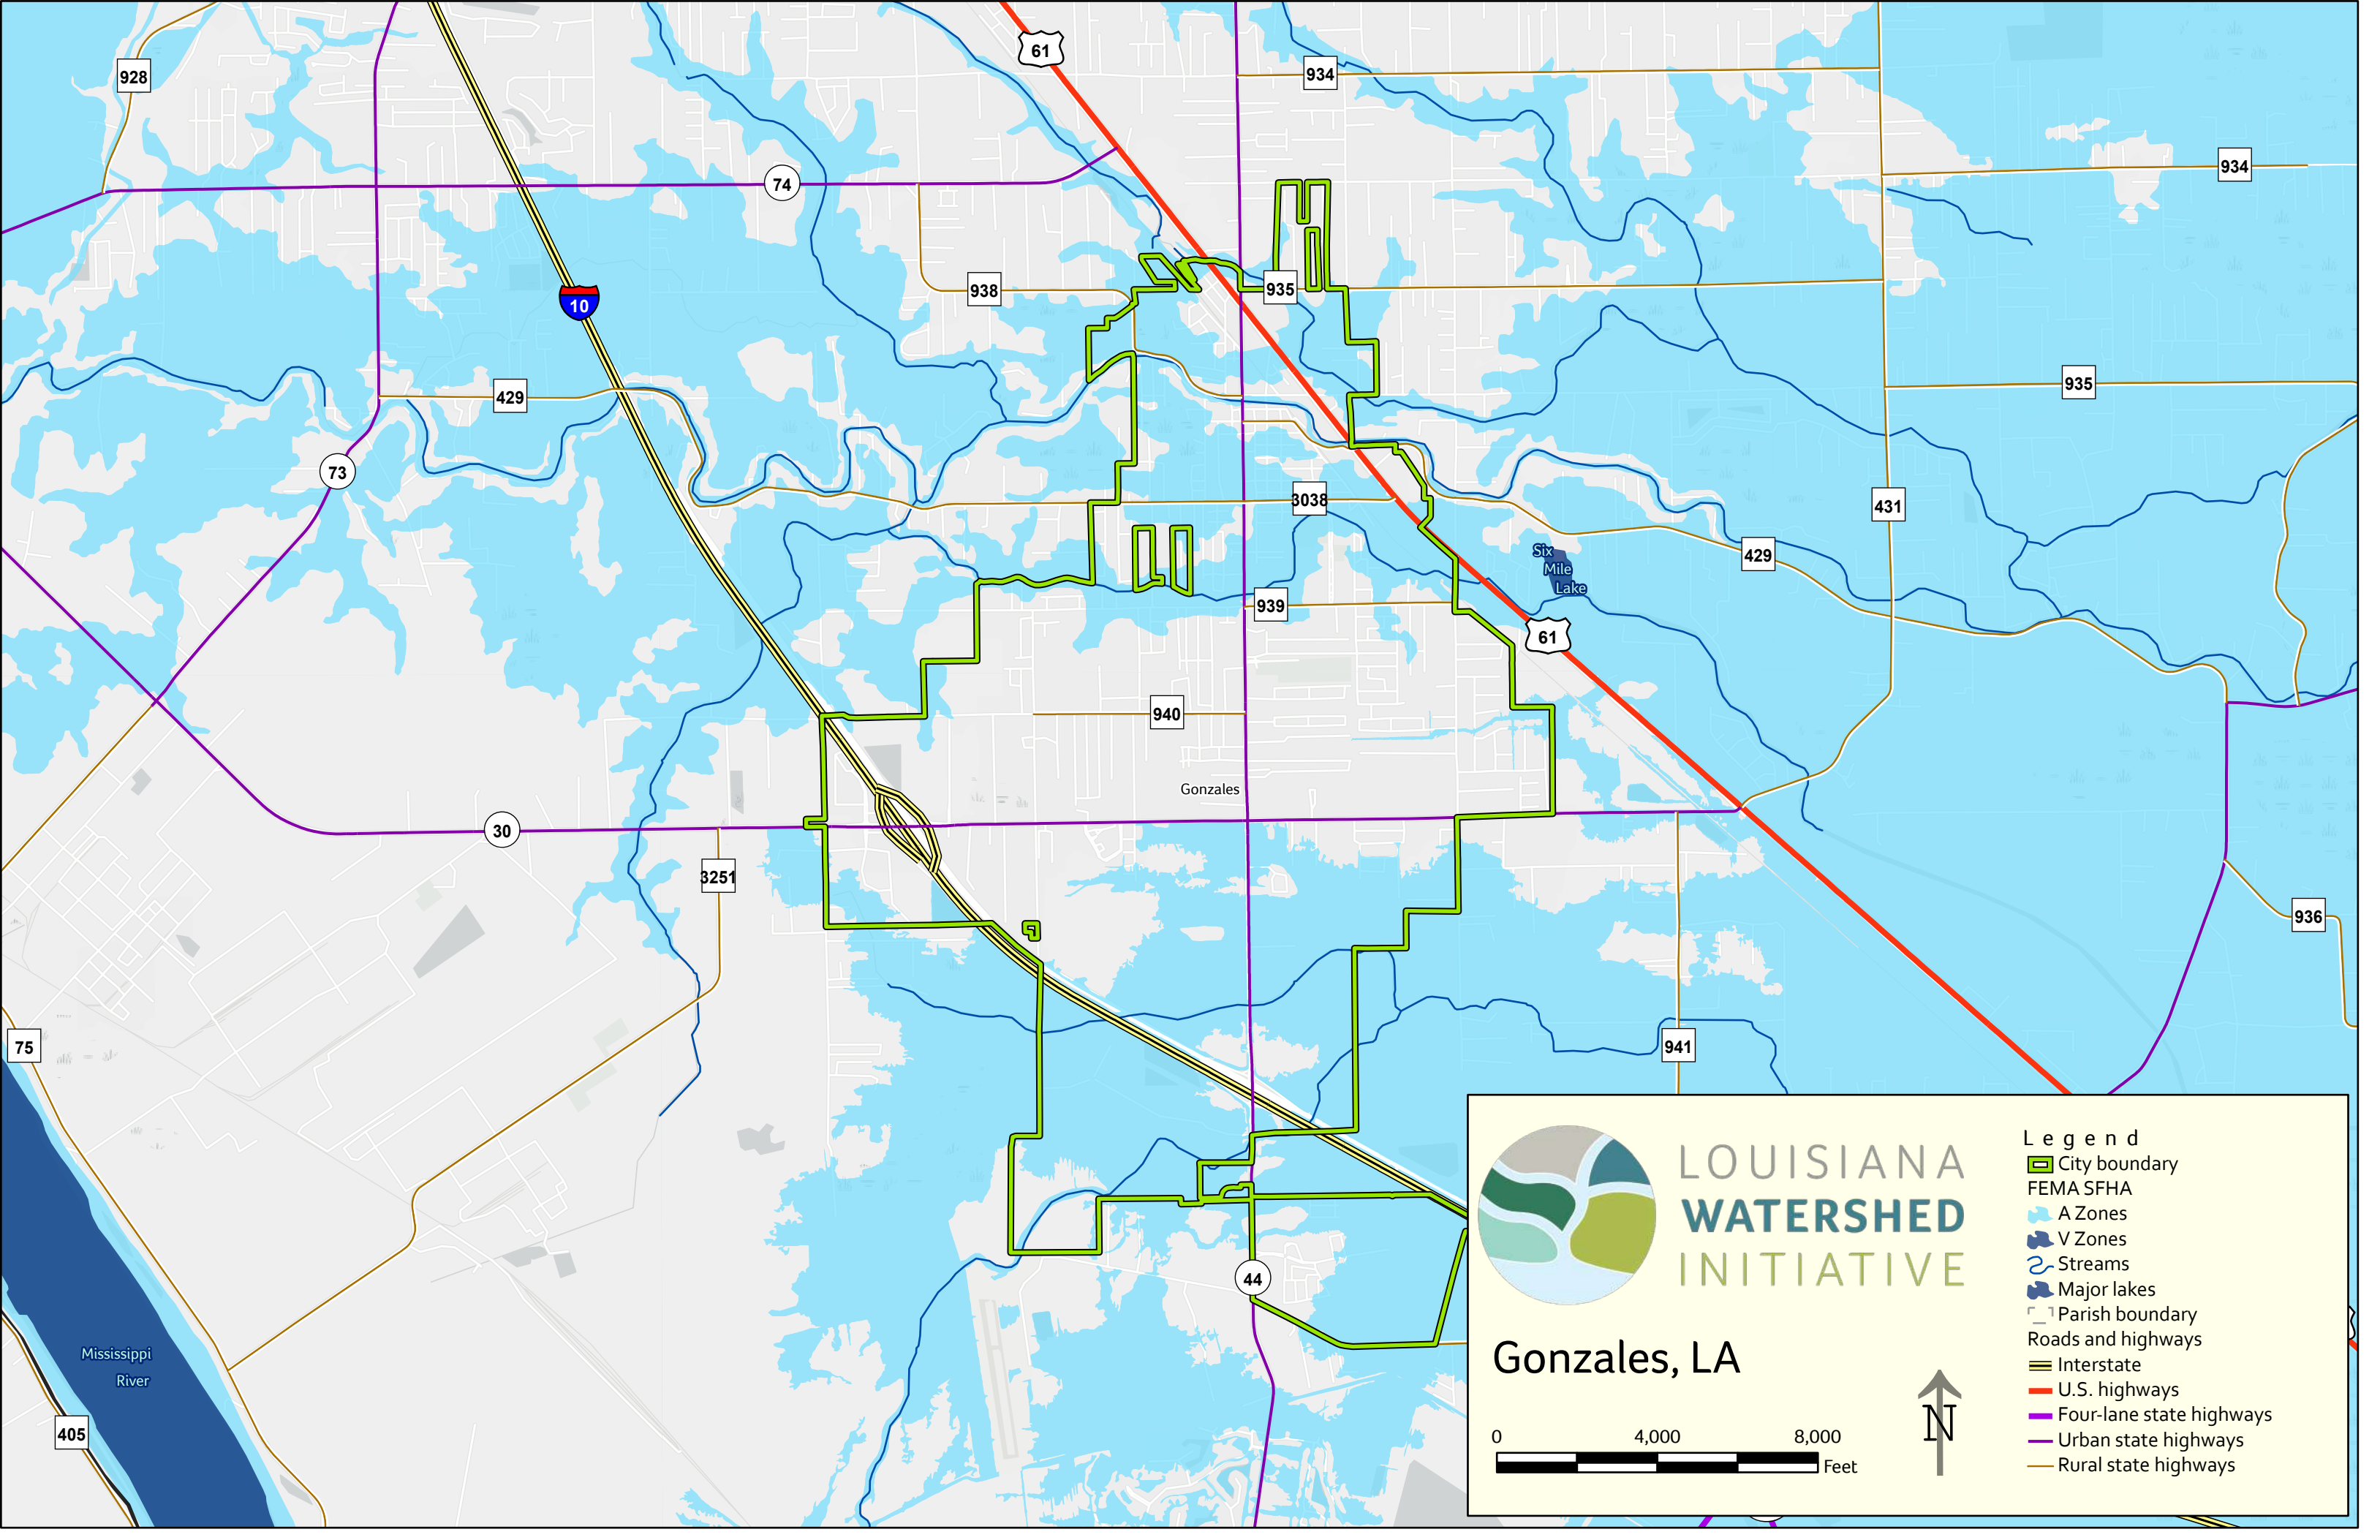 61
928
934
934
74
10
938
935
429
935
73
3038
431
429
Six
Mile
Lake
939
61
940
Gonzales
30
3251
936
75
941
44
Mississippi
River
405
LOUISIANA
WATERSHED
INITIATIVE
Gonzales, LA
0 4,000 8,000
Feet
N
Legend
City boundary
FEMA SFHA
A Zones
V Zones
Streams
Major lakes
Parish boundary
Roads and highways
Interstate
U.S. highways
Four-lane state highways
Urban state highways
Rural state highways